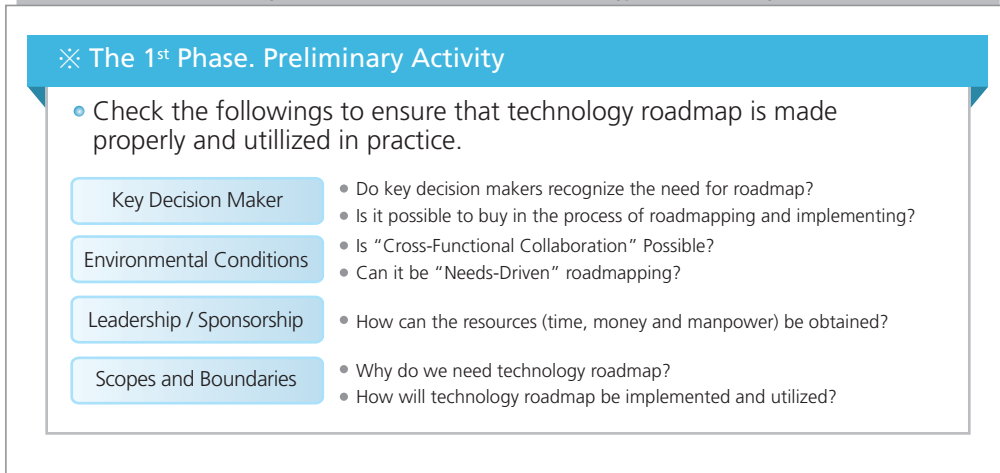 ※ The 1st Phase. Preliminary Activity
Check the followings to ensure that technology roadmap is made
properly and utillized in practice.
Key Decision Maker
Do key decision makers recognize the need for roadmap?
Is it possible to buy in the process of roadmapping and implementing?
Environmental Conditions
Is “Cross-Functional Collaboration” Possible?
Can it be “Needs-Driven” roadmapping?
Leadership / Sponsorship
How can the resources (time, money and manpower) be obtained?
Scopes and Boundaries
Why do we need technology roadmap?
How will technology roadmap be implemented and utilized?